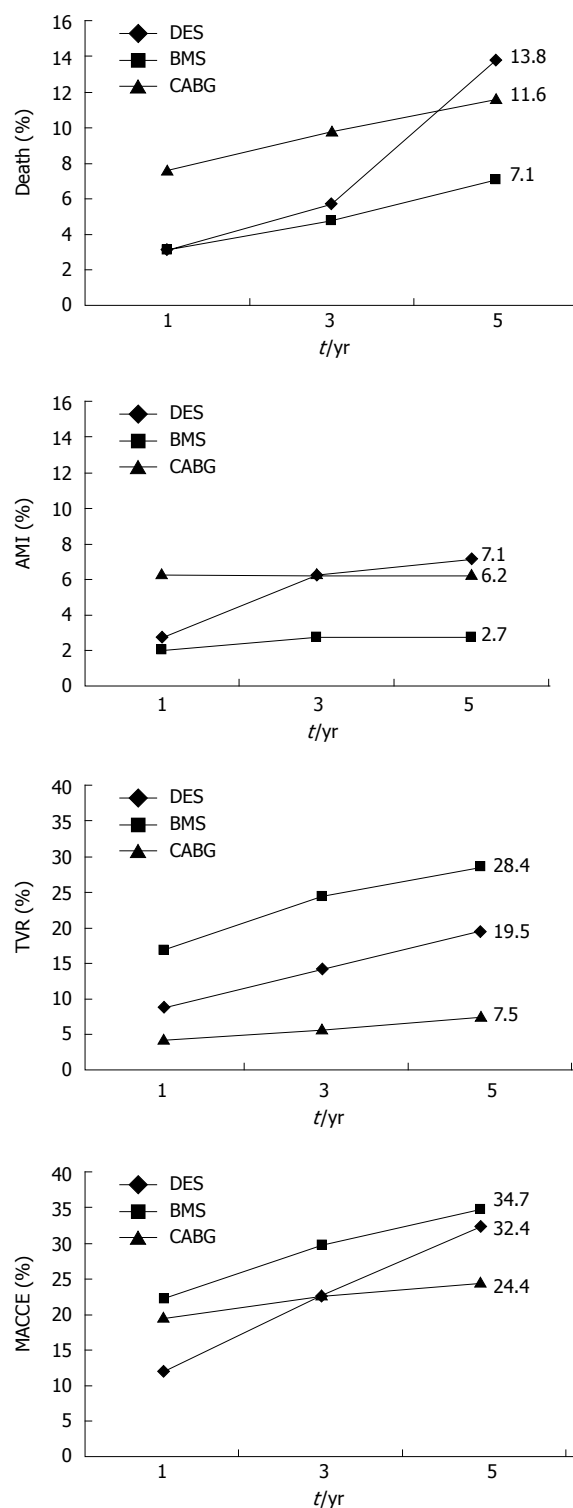 16
14
12
10
8
6
4
2
0
Death (%)
DES
BMS
CABG
13.8
11.6
7.1
1 3 5
t/yr
16
14
12
10
8
6
4
2
0
AMI (%)
DES
BMS
CABG
7.1
6.2
2.7
1 3 5
t/yr
40
35
30
25
20
15
10
5
0
TVR (%)
DES
BMS
CABG
28.4
19.5
7.5
1 3 5
t/yr
40
35
30
25
20
15
10
5
0
MACCE (%)
DES
BMS
CABG
34.7
32.4
24.4
1 3 5
t/yr